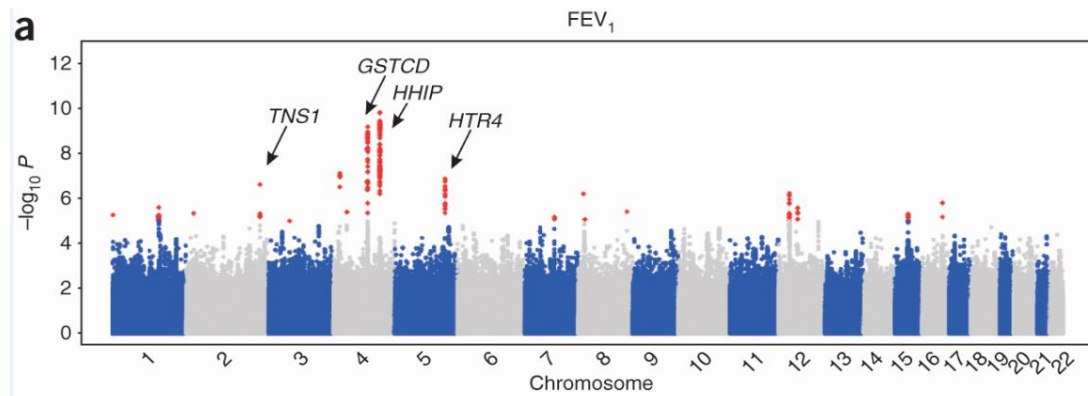 a
FEV1
GSTCD
HHIP
TNS1
HTR4
–log10 P
12
10
8
6
4
2
0
1 2 3 4 5 6 7 8 9 10 11 12 13 14 15 16 17 18 19 20 21 22
Chromosome